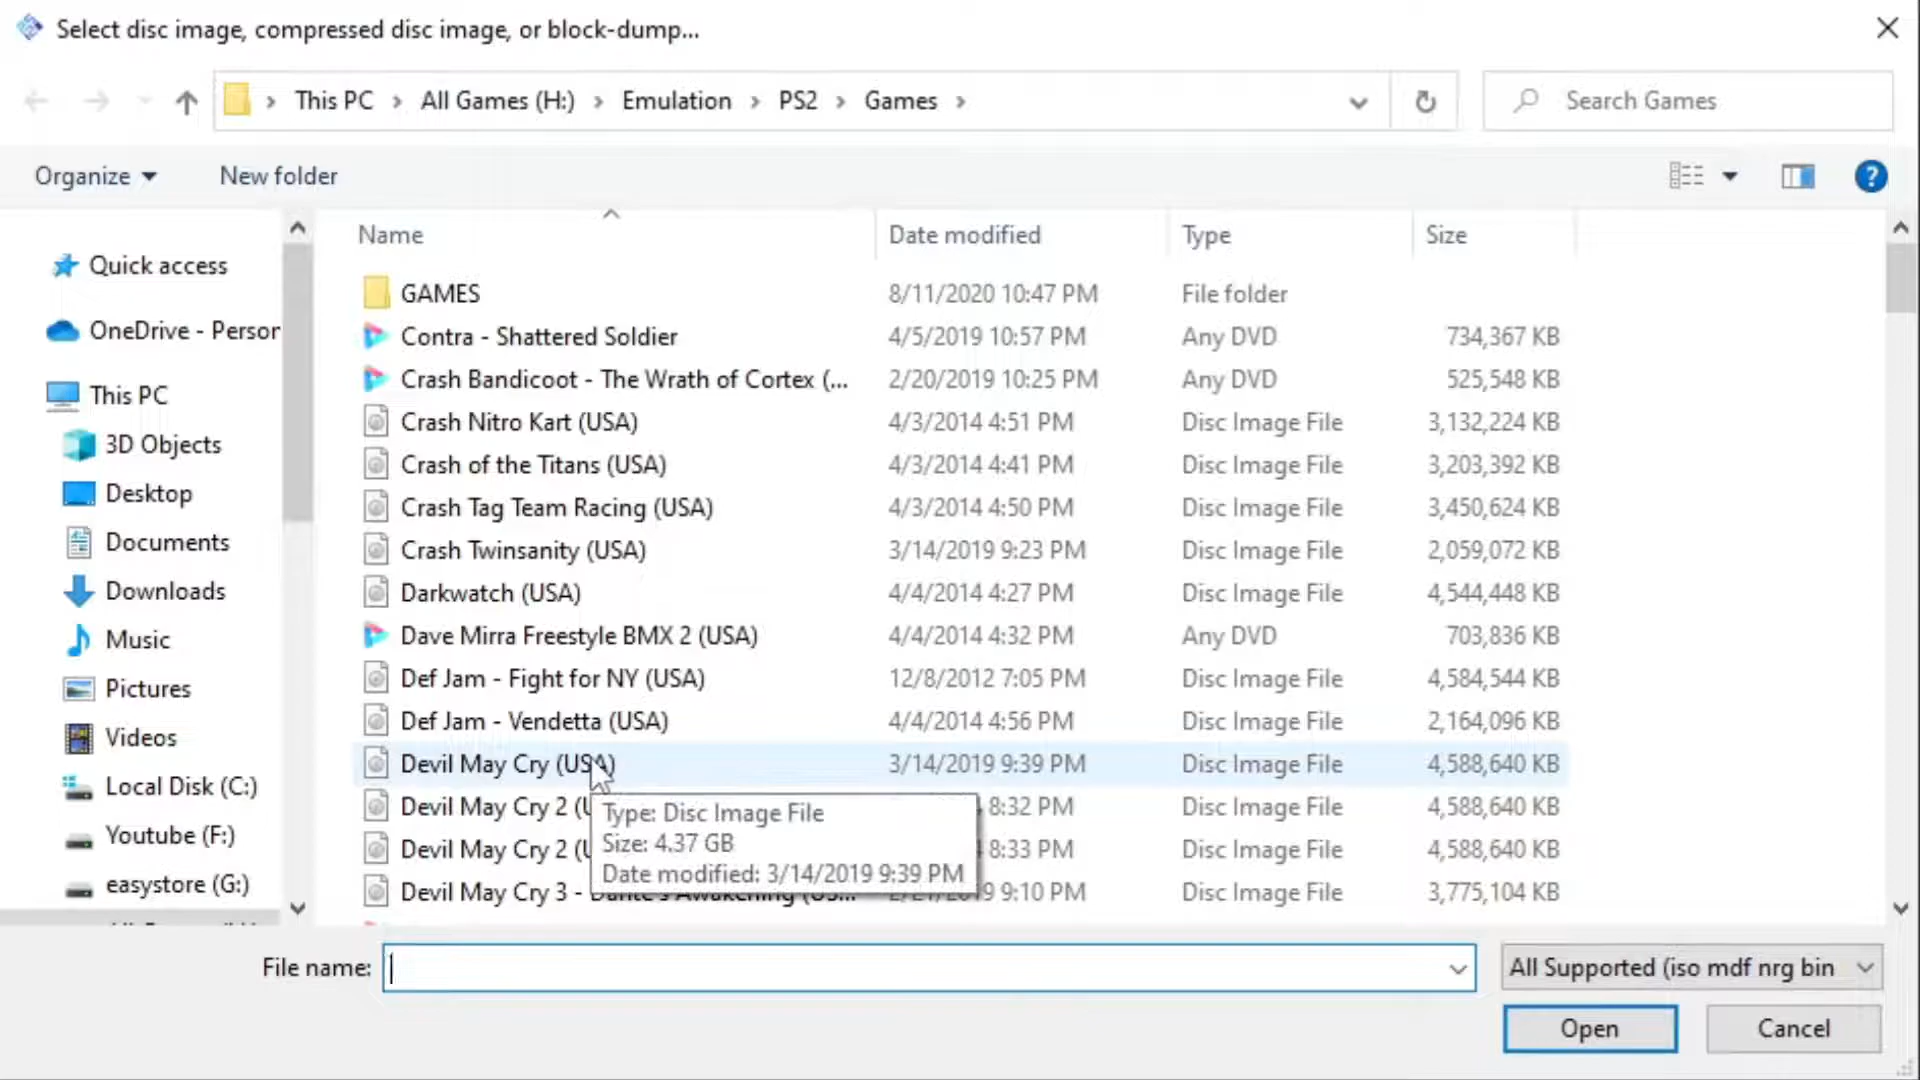 Select disc image, compressed disc image, or block-dump...
This PC > All Games (H:) > Emulation > PS2 > Games >
Search Games
Organize
New folder
Quick access
OneDrive - Person
This PC
3D Objects
Desktop
Documents
Downloads
Music
Pictures
Videos
Local Disk (C:)
Youtube (F:)
easystore (G:)
Name Date modified Type Size
GAMES 8/11/2020 10:47 PM File folder
Contra - Shattered Soldier 4/5/2019 10:57 PM Any DVD 734,367 KB
Crash Bandicoot - The Wrath of Cortex (... 2/20/2019 10:25 PM Any DVD 525,548 KB
Crash Nitro Kart (USA) 4/3/2014 4:51 PM Disc Image File 3,132,224 KB
Crash of the Titans (USA) 4/3/2014 4:41 PM Disc Image File 3,203,392 KB
Crash Tag Team Racing (USA) 4/3/2014 4:50 PM Disc Image File 3,450,624 KB
Crash Twinsanity (USA) 3/14/2019 9:23 PM Disc Image File 2,059,072 KB
Darkwatch (USA) 4/4/2014 4:27 PM Disc Image File 4,544,448 KB
Dave Mirra Freestyle BMX 2 (USA) 4/4/2014 4:32 PM Any DVD 703,836 KB
Def Jam - Fight for NY (USA) 12/8/2012 7:05 PM Disc Image File 4,584,544 KB
Def Jam - Vendetta (USA) 4/4/2014 4:56 PM Disc Image File 2,164,096 KB
Devil May Cry (USA) 3/14/2019 9:39 PM Disc Image File 4,588,640 KB
Devil May Cry 2 (U 8:32 PM Disc Image File 4,588,640 KB
Devil May Cry 2 (U 8:33 PM Disc Image File 4,588,640 KB
Devil May Cry 3 - Dante's Awakening (US... 9:10 PM Disc Image File 3,775,104 KB
Type: Disc Image File
Size: 4.37 GB
Date modified: 3/14/2019 9:39 PM
File name:
All Supported (iso mdf nrg bin
Open
Cancel